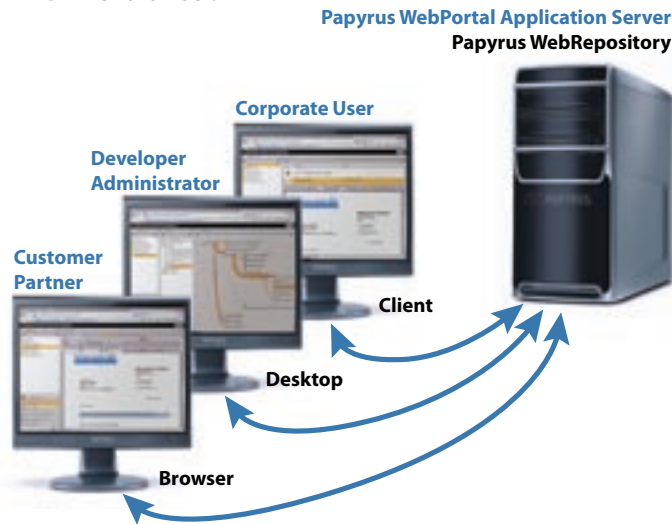 Papyrus WebPortal Application Server
Papyrus WebRepository
Corporate User
Developer
Administrator
Customer
Partner
Client
Desktop
Browser